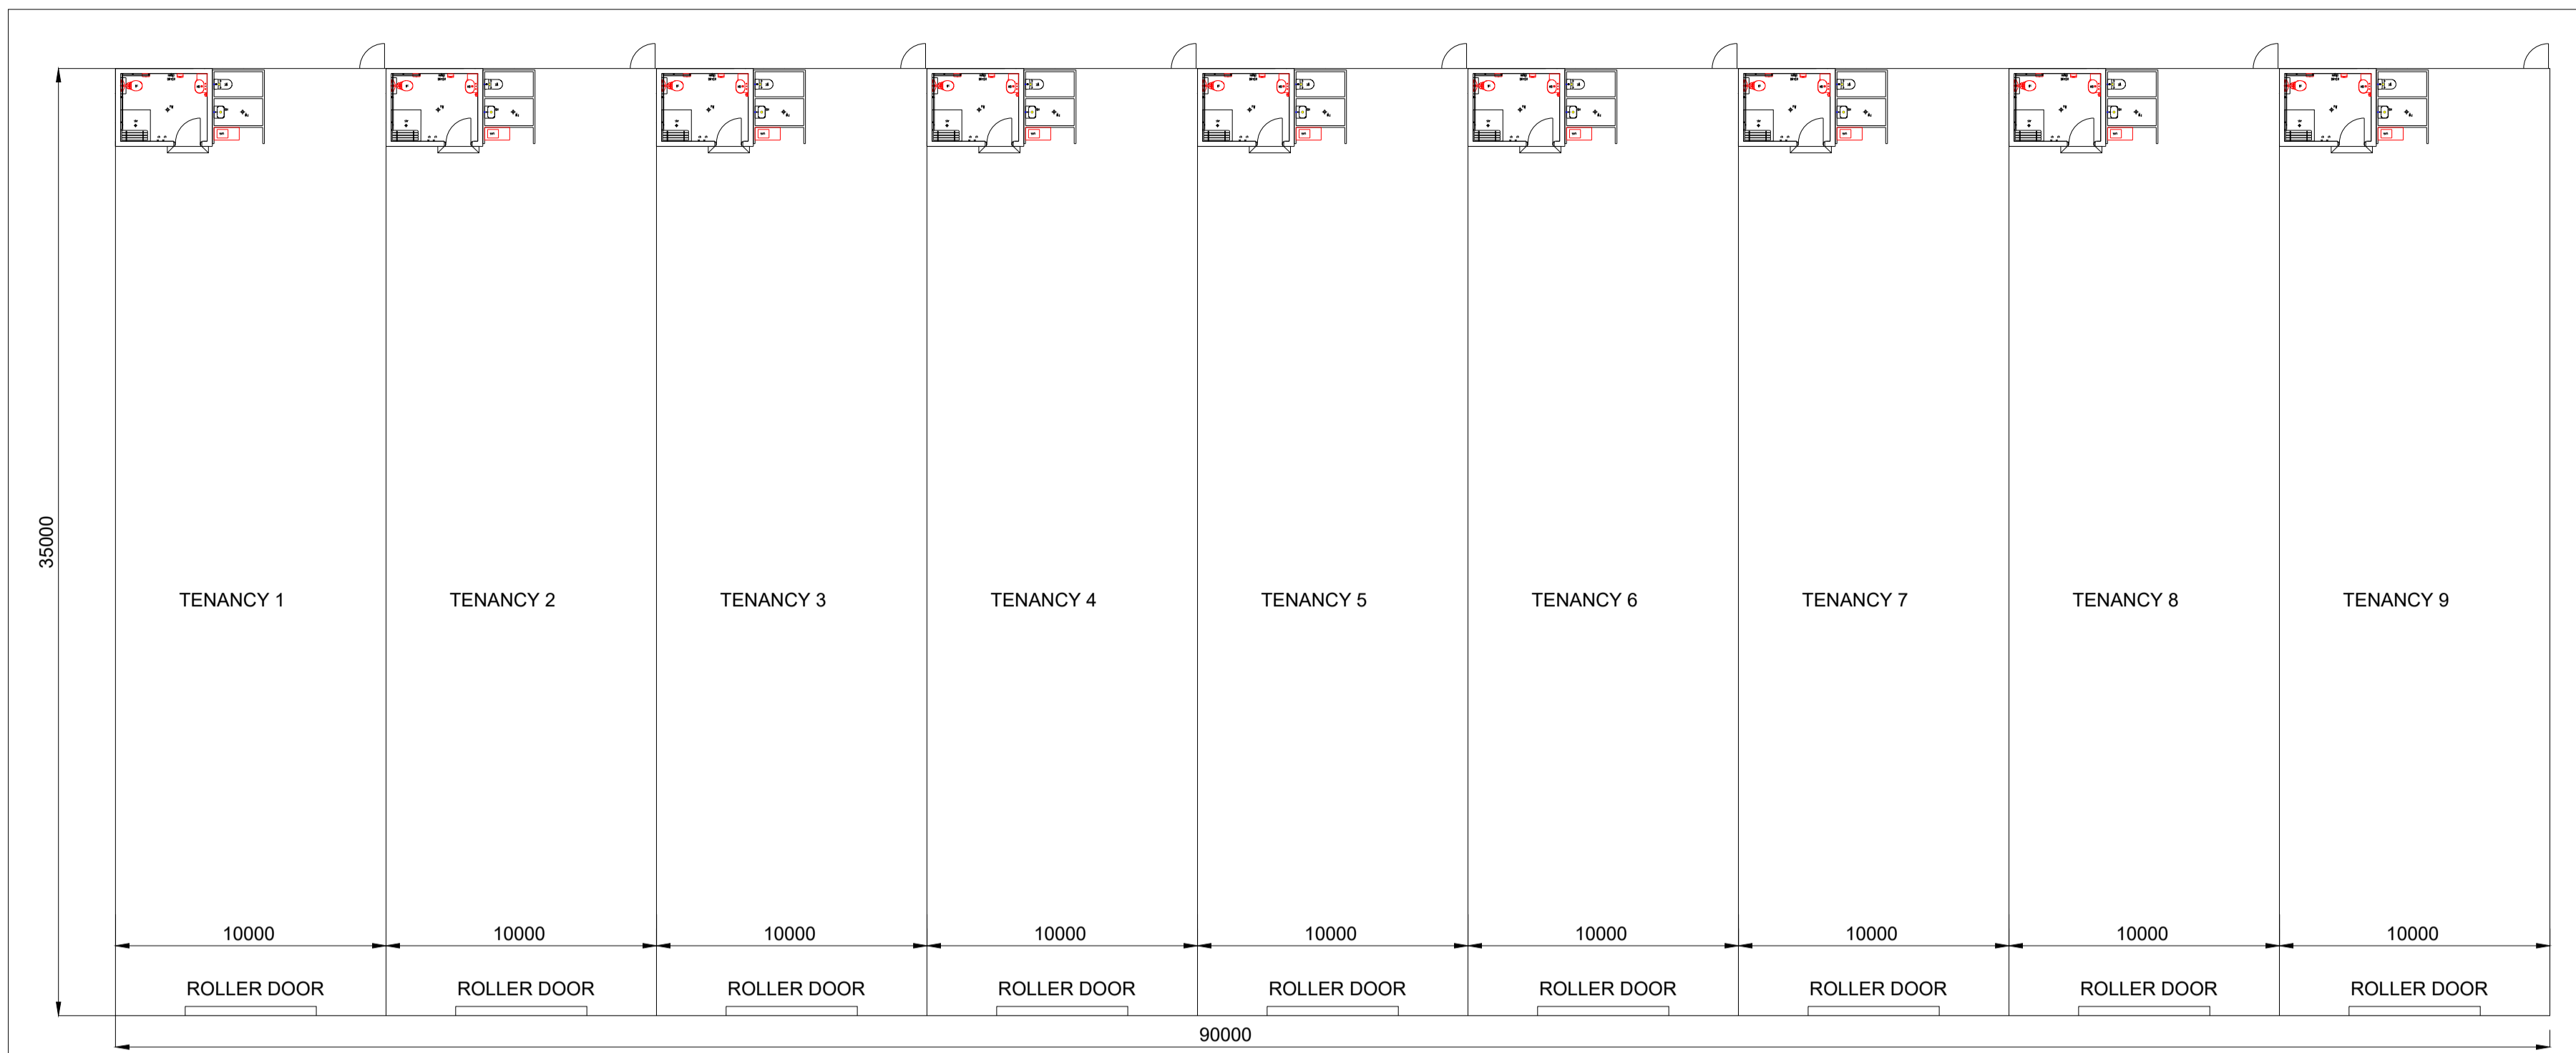 35000
TENANCY 1
TENANCY 2
TENANCY 3
TENANCY 4
TENANCY 5
TENANCY 6
TENANCY 7
TENANCY 8
TENANCY 9
10000
10000
10000
10000
10000
10000
10000
10000
10000
ROLLER DOOR
ROLLER DOOR
ROLLER DOOR
ROLLER DOOR
ROLLER DOOR
ROLLER DOOR
ROLLER DOOR
ROLLER DOOR
ROLLER DOOR
90000